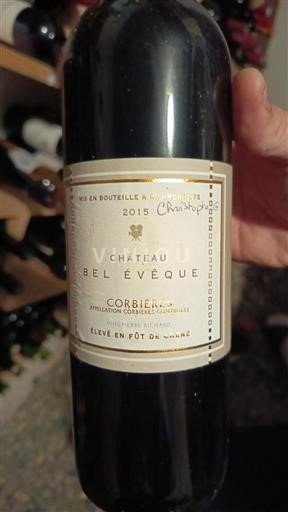 MIS EN BOUTEILLE A LA PROPRIETE
2015 Christophe
CHÂTEAU
BEL ÉVÊQUE
CORBIÈRES
APPELLATION CORBIÈRES CONTRÔLÉE
VINS PIERRE RICHARD
ÉLEVÉ EN FÛT DE CHÊNE